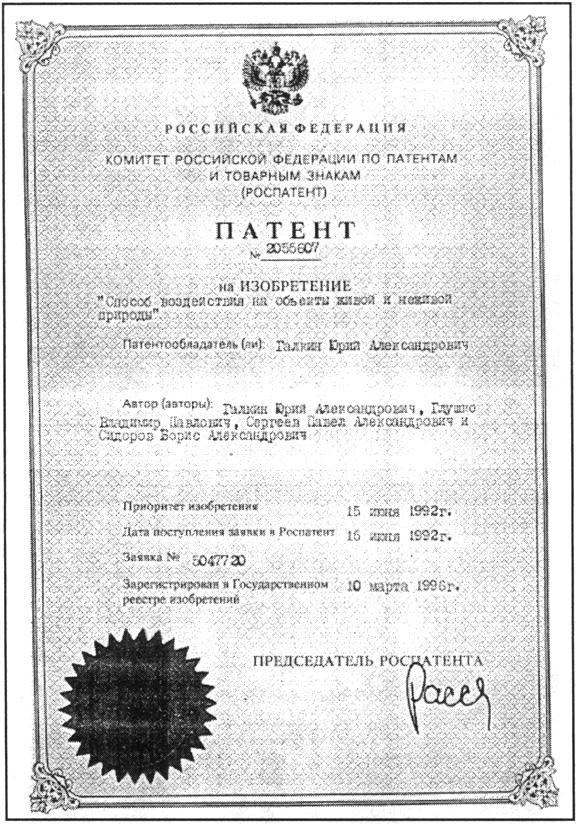 РОССИЙСКАЯ ФЕДЕРАЦИЯ
КОМИТЕТ РОССИЙСКОЙ ФЕДЕРАЦИИ ПО ПАТЕНТАМ
И ТОВАРНЫМ ЗНАКАМ
(РОСПАТЕНТ)
ПАТЕНТ
№ 2055607
на ИЗОБРЕТЕНИЕ
"Способ воздействия на объекты живой и неживой
природы"
Патентообладатель (ли): Галкин Юрий Александрович
Автор (авторы): Галкин Юрий Александрович, Глушко
Владимир Павлович, Сергеев Павел Александрович и
Сидоров Борис Александрович
Приоритет изобретения 15 июня 1992г.
Дата поступления заявки в Роспатент 16 июня 1992г.
Заявка № 5047720
Зарегистрирован в Государственном 10 марта 1996г.
реестре изобретений
ПРЕДСЕДАТЕЛЬ РОСПАТЕНТА